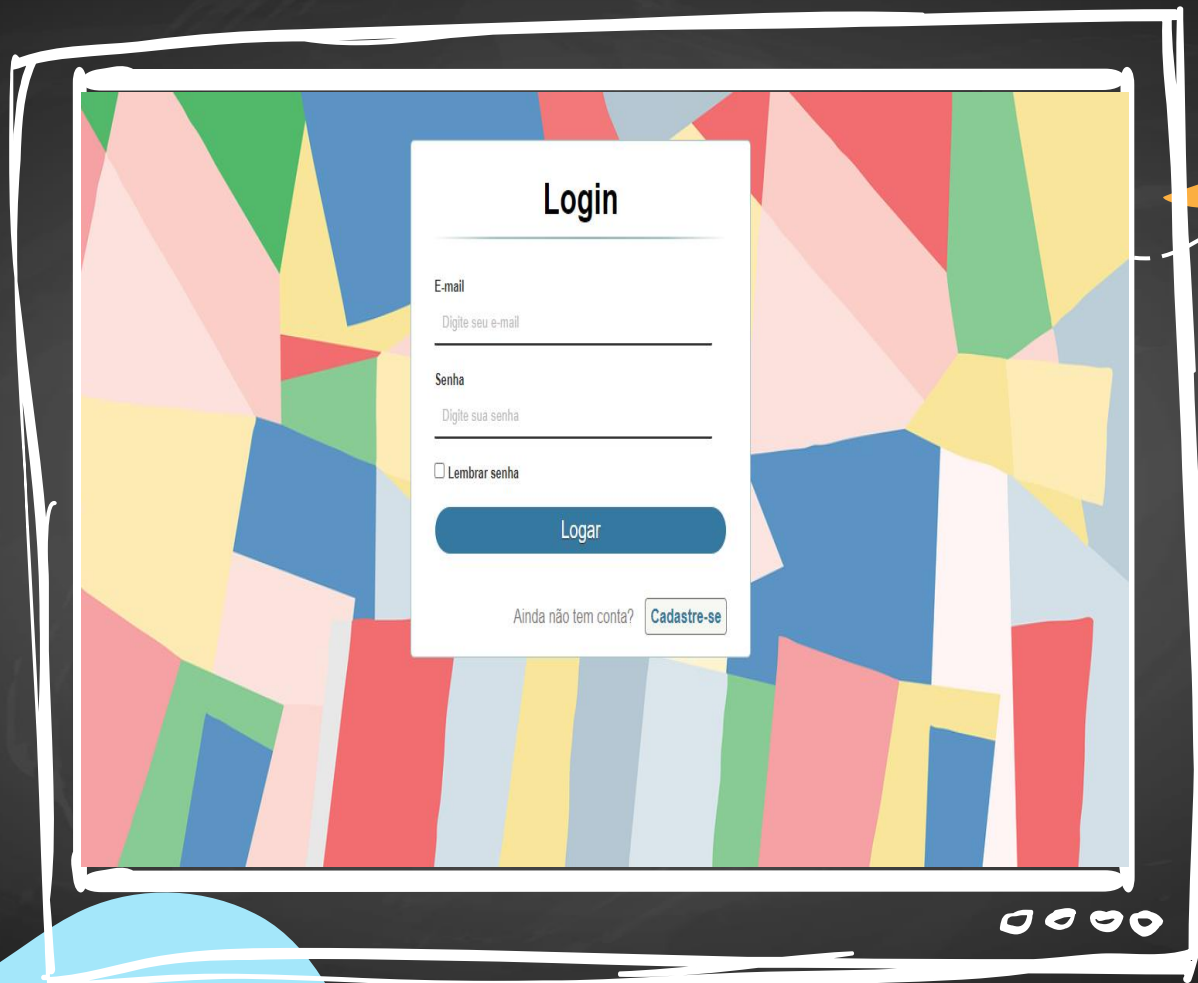 Login
E-mail
Digite seu e-mail
Senha
Digite sua senha
Lembrar senha
Logar
Ainda não tem conta? Cadastre-se